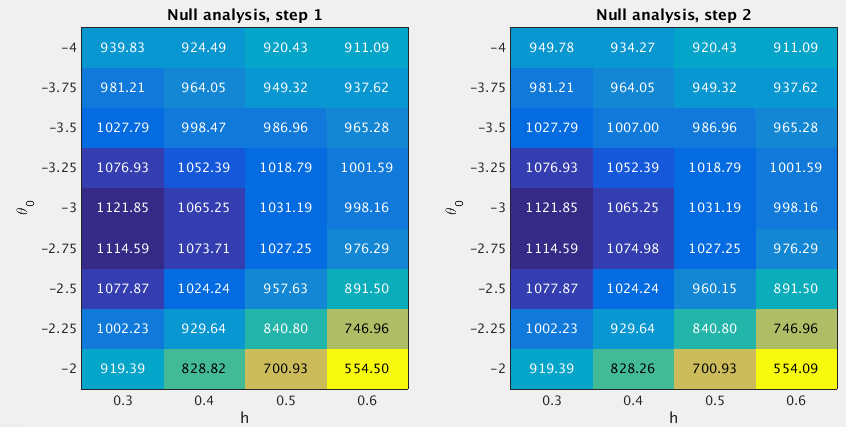 Null analysis, step 1
-4 939.83 924.49 920.43 911.09
-3.75 981.21 964.05 949.32 937.62
-3.5 1027.79 998.47 986.96 965.28
-3.25 1076.93 1052.39 1018.79 1001.59
-3 1121.85 1065.25 1031.19 998.16
-2.75 1114.59 1073.71 1027.25 976.29
-2.5 1077.87 1024.24 957.63 891.50
-2.25 1002.23 929.64 840.80 746.96
-2 919.39 828.82 700.93 554.50
0.3 0.4 0.5 0.6
h
θ0
Null analysis, step 2
-4 949.78 934.27 920.43 911.09
-3.75 981.21 964.05 949.32 937.62
-3.5 1027.79 1007.00 986.96 965.28
-3.25 1076.93 1052.39 1018.79 1001.59
-3 1121.85 1065.25 1031.19 998.16
-2.75 1114.59 1074.98 1027.25 976.29
-2.5 1077.87 1024.24 960.15 891.50
-2.25 1002.23 929.64 840.80 746.96
-2 919.39 828.26 700.93 554.09
0.3 0.4 0.5 0.6
h
θ0